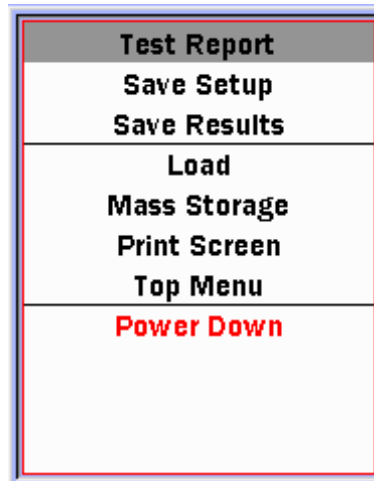 Test Report
Save Setup
Save Results
Load
Mass Storage
Print Screen
Top Menu
Power Down